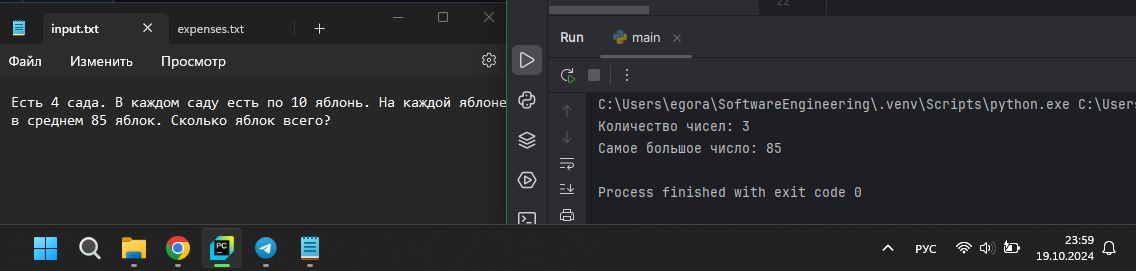 input.txt
expenses.txt
Файл
Изменить
Просмотр
Есть 4 сада. В каждом саду есть по 10 яблонь. На каждой яблоне
в среднем 85 яблок. Сколько яблок всего?
22
Run
main
C:\Users\egora\SoftwareEngineering\.venv\Scripts\python.exe C:\Users
Количество чисел: 3
Самое большое число: 85
Process finished with exit code 0
PC
РУС
23:59
19.10.2024